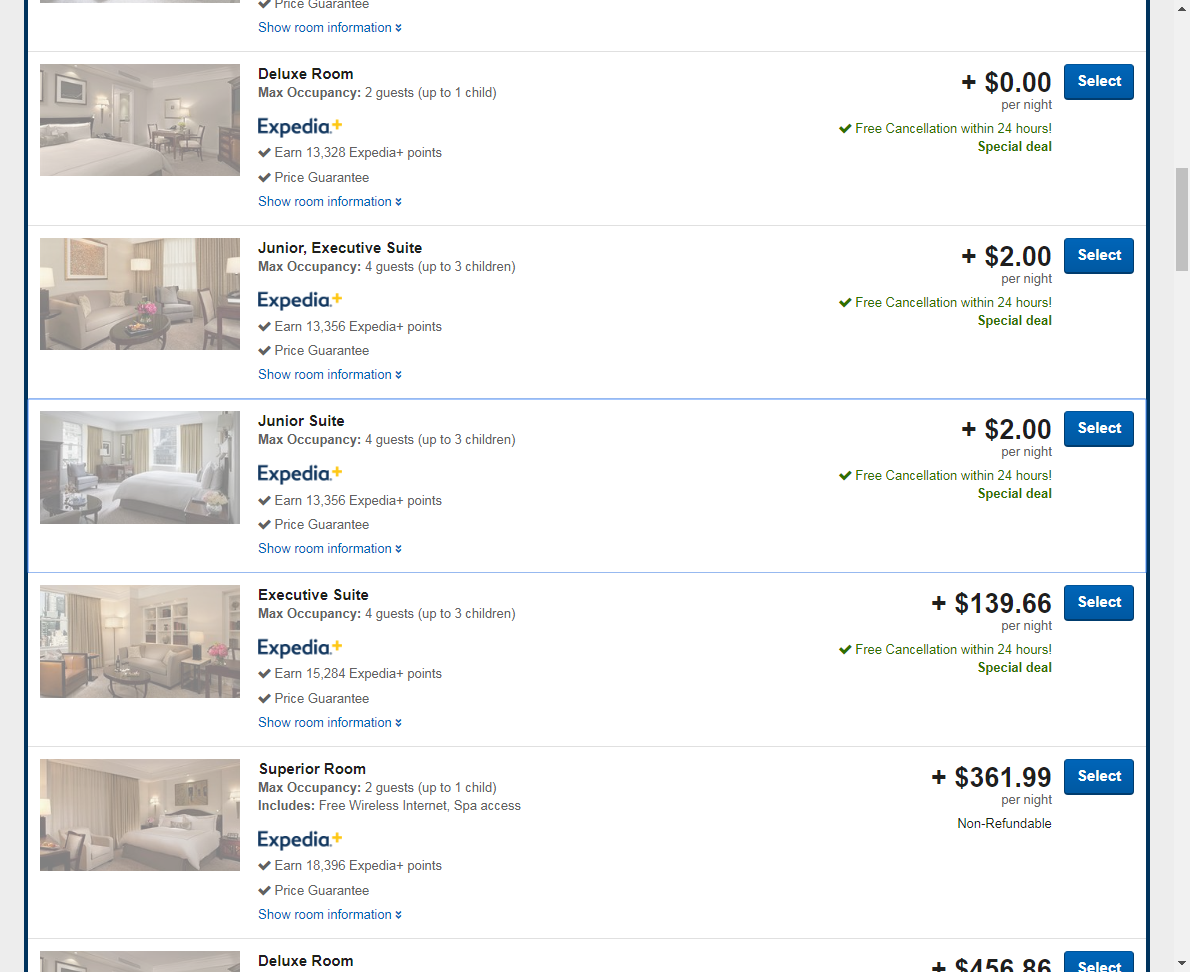 Price Guarantee
Show room information
Deluxe Room
Max Occupancy: 2 guests (up to 1 child)
Expedia+
Earn 13,328 Expedia+ points
Price Guarantee
Show room information
+ $0.00
per night
Free Cancellation within 24 hours!
Special deal
Select
Junior, Executive Suite
Max Occupancy: 4 guests (up to 3 children)
Expedia+
Earn 13,356 Expedia+ points
Price Guarantee
Show room information
+ $2.00
per night
Free Cancellation within 24 hours!
Special deal
Select
Junior Suite
Max Occupancy: 4 guests (up to 3 children)
Expedia+
Earn 13,356 Expedia+ points
Price Guarantee
Show room information
+ $2.00
per night
Free Cancellation within 24 hours!
Special deal
Select
Executive Suite
Max Occupancy: 4 guests (up to 3 children)
Expedia+
Earn 15,284 Expedia+ points
Price Guarantee
Show room information
+ $139.66
per night
Free Cancellation within 24 hours!
Special deal
Select
Superior Room
Max Occupancy: 2 guests (up to 1 child)
Includes: Free Wireless Internet, Spa access
Expedia+
Earn 18,396 Expedia+ points
Price Guarantee
Show room information
+ $361.99
per night
Non-Refundable
Select
Deluxe Room
+ $456.86
Select